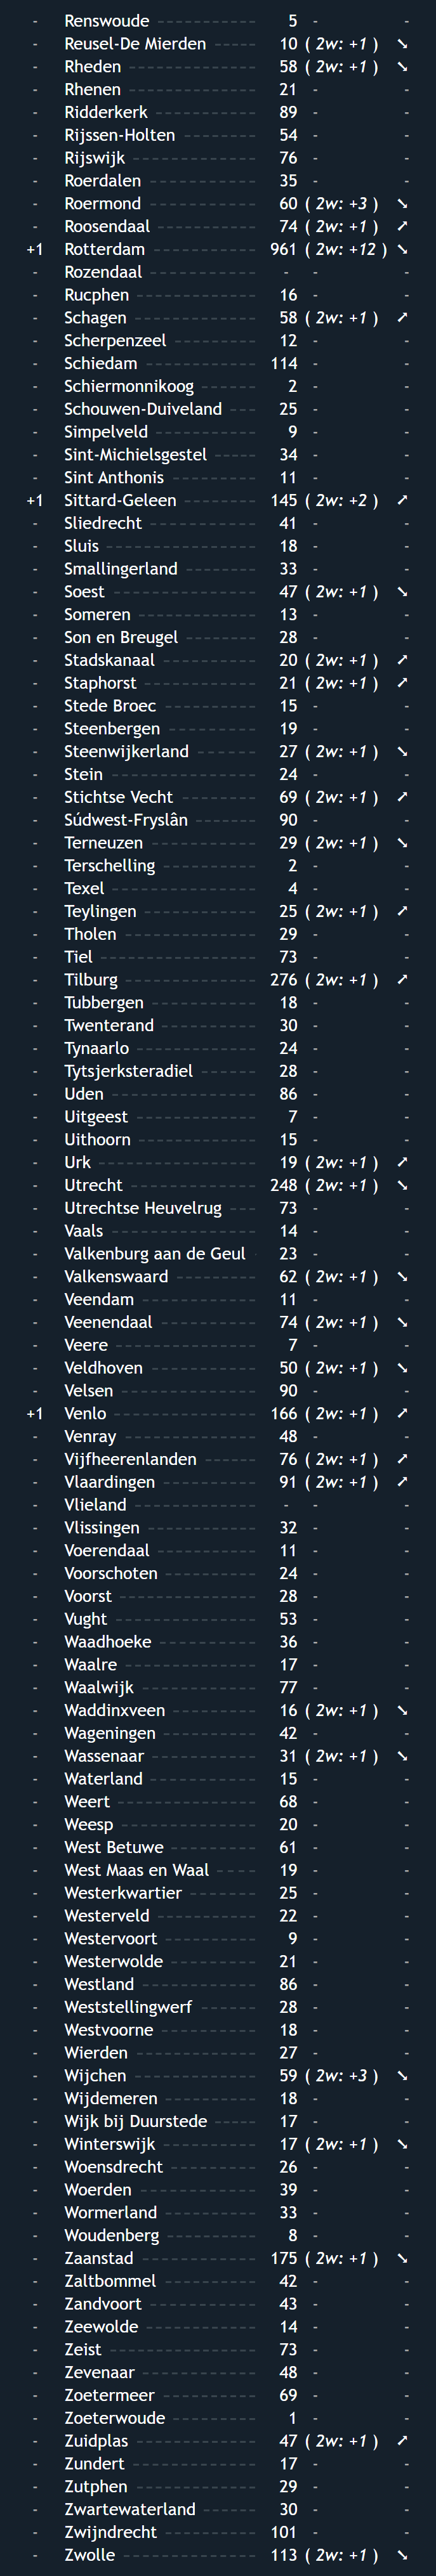 - Renswoude ------------ 5 - -
- Reusel-De Mierden ----- 10 ( 2w: +1 ) ➘
- Rheden -------------- 58 ( 2w: +1 ) ➘
- Rhenen -------------- 21 - -
- Ridderkerk ----------- 89 - -
- Rijssen-Holten -------- 54 - -
- Rijswijk -------------- 76 - -
- Roerdalen ------------ 35 - -
- Roermond ------------ 60 ( 2w: +3 ) ➘
- Roosendaal ----------- 74 ( 2w: +1 ) ➚
+1 Rotterdam ------------ 961 ( 2w: +12 ) ➘
- Rozendaal ------------ - - -
- Rucphen ------------- 16 - -
- Schagen ------------- 58 ( 2w: +1 ) ➚
- Scherpenzeel --------- 12 - -
- Schiedam ------------ 114 - -
- Schiermonnikoog ------ 2 - -
- Schouwen-Duiveland --- 25 - -
- Simpelveld ----------- 9 - -
- Sint-Michielsgestel ----- 34 - -
- Sint Anthonis ---------- 11 - -
+1 Sittard-Geleen -------- 145 ( 2w: +2 ) ➚
- Sliedrecht ------------ 41 - -
- Sluis ----------------- 18 - -
- Smallingerland -------- 33 - -
- Soest ---------------- 47 ( 2w: +1 ) ➘
- Someren ------------- 13 - -
- Son en Breugel -------- 28 - -
- Stadskanaal ---------- 20 ( 2w: +1 ) ➚
- Staphorst ------------ 21 ( 2w: +1 ) ➚
- Stede Broec ---------- 15 - -
- Steenbergen ---------- 19 - -
- Steenwijkerland ------- 27 ( 2w: +1 ) ➘
- Stein ---------------- 24 - -
- Stichtse Vecht -------- 69 ( 2w: +1 ) ➚
- Súdwest-Fryslân ------- 90 - -
- Terneuzen ------------ 29 ( 2w: +1 ) ➘
- Terschelling ----------- 2 - -
- Texel ---------------- 4 - -
- Teylingen ------------- 25 ( 2w: +1 ) ➚
- Tholen --------------- 29 - -
- Tiel ------------------ 73 - -
- Tilburg --------------- 276 ( 2w: +1 ) ➚
- Tubbergen ------------ 18 - -
- Twenterand ----------- 30 - -
- Tynaarlo ------------- 24 - -
- Tytsjerksteradiel ------ 28 - -
- Uden ---------------- 86 - -
- Uitgeest ------------- 7 - -
- Uithoorn ------------- 15 - -
- Urk ------------------ 19 ( 2w: +1 ) ➚
- Utrecht -------------- 248 ( 2w: +1 ) ➘
- Utrechtse Heuvelrug --- 73 - -
- Vaals ---------------- 14 - -
- Valkenburg aan de Geul - 23 - -
- Valkenswaard --------- 62 ( 2w: +1 ) ➘
- Veendam ------------- 11 - -
- Veenendaal ----------- 74 ( 2w: +1 ) ➘
- Veere ---------------- 7 - -
- Veldhoven ------------ 50 ( 2w: +1 ) ➘
- Velsen --------------- 90 - -
+1 Venlo ---------------- 166 ( 2w: +1 ) ➚
- Venray --------------- 48 - -
- Vijfheerenlanden ------ 76 ( 2w: +1 ) ➚
- Vlaardingen ----------- 91 ( 2w: +1 ) ➚
- Vlieland -------------- - - -
- Vlissingen ------------ 32 - -
- Voerendaal ----------- 11 - -
- Voorschoten ---------- 24 - -
- Voorst --------------- 28 - -
- Vught ---------------- 53 - -
- Waadhoeke ----------- 36 - -
- Waalre --------------- 17 - -
- Waalwijk ------------- 77 - -
- Waddinxveen ---------- 16 ( 2w: +1 ) ➘
- Wageningen ----------- 42 - -
- Wassenaar ------------ 31 ( 2w: +1 ) ➘
- Waterland ------------ 15 - -
- Weert --------------- 68 - -
- Weesp --------------- 20 - -
- West Betuwe --------- 61 - -
- West Maas en Waal ---- 19 - -
- Westerkwartier -------- 25 - -
- Westerveld ----------- 22 - -
- Westervoort ---------- 9 - -
- Westerwolde ---------- 21 - -
- Westland ------------- 86 - -
- Weststellingwerf ------ 28 - -
- Westvoorne ----------- 18 - -
- Wierden -------------- 27 - -
- Wijchen -------------- 59 ( 2w: +3 ) ➘
- Wijdemeren ----------- 18 - -
- Wijk bij Duurstede ----- 17 - -
- Winterswijk ----------- 17 ( 2w: +1 ) ➘
- Woensdrecht ---------- 26 - -
- Woerden ------------- 39 - -
- Wormerland ----------- 33 - -
- Woudenberg ---------- 8 - -
- Zaanstad ------------- 175 ( 2w: +1 ) ➘
- Zaltbommel ----------- 42 - -
- Zandvoort ------------ 43 - -
- Zeewolde ------------- 14 - -
- Zeist ---------------- 73 - -
- Zevenaar ------------- 48 - -
- Zoetermeer ----------- 69 - -
- Zoeterwoude ---------- 1 - -
- Zuidplas ------------- 47 ( 2w: +1 ) ➚
- Zundert -------------- 17 - -
- Zutphen -------------- 29 - -
- Zwartewaterland ------ 30 - -
- Zwijndrecht ----------- 101 - -
- Zwolle --------------- 113 ( 2w: +1 ) ➘